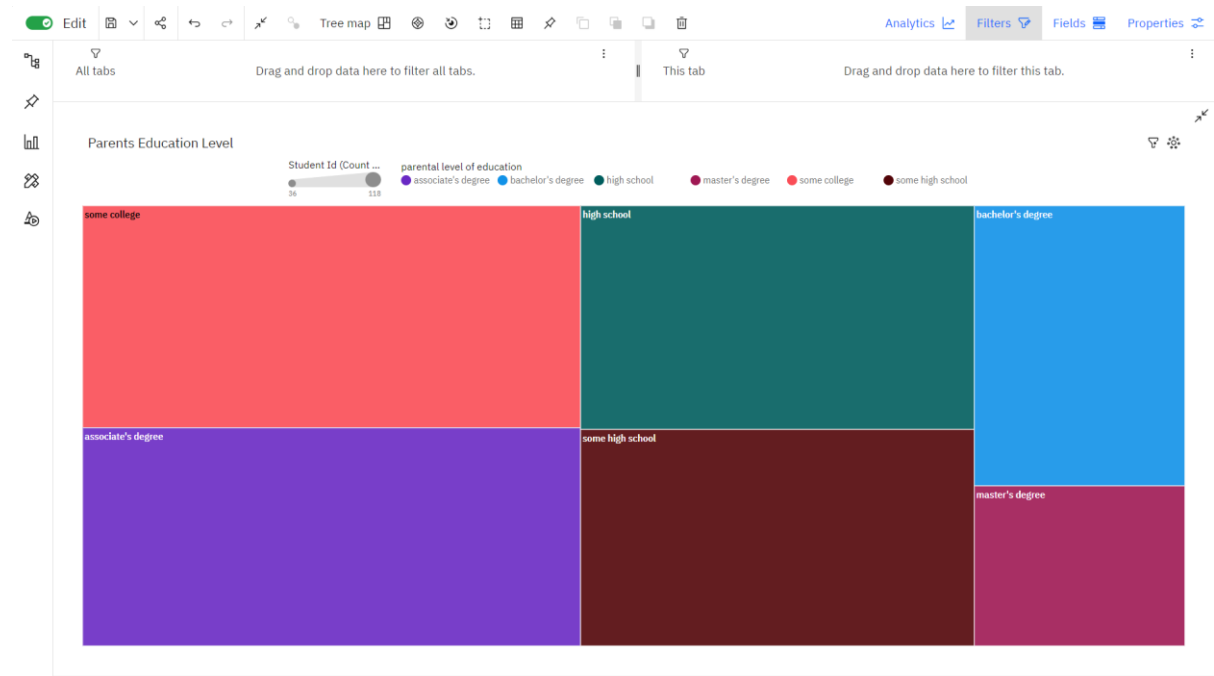 Edit
Tree map
Analytics
Filters
Fields
Properties
All tabs
Drag and drop data here to filter all tabs.
This tab
Drag and drop data here to filter this tab.
Parents Education Level
Student Id (Count ...
36
118
parental level of education
associate's degree
bachelor's degree
high school
master's degree
some college
some high school
some college
high school
bachelor's degree
associate's degree
some high school
master's degree